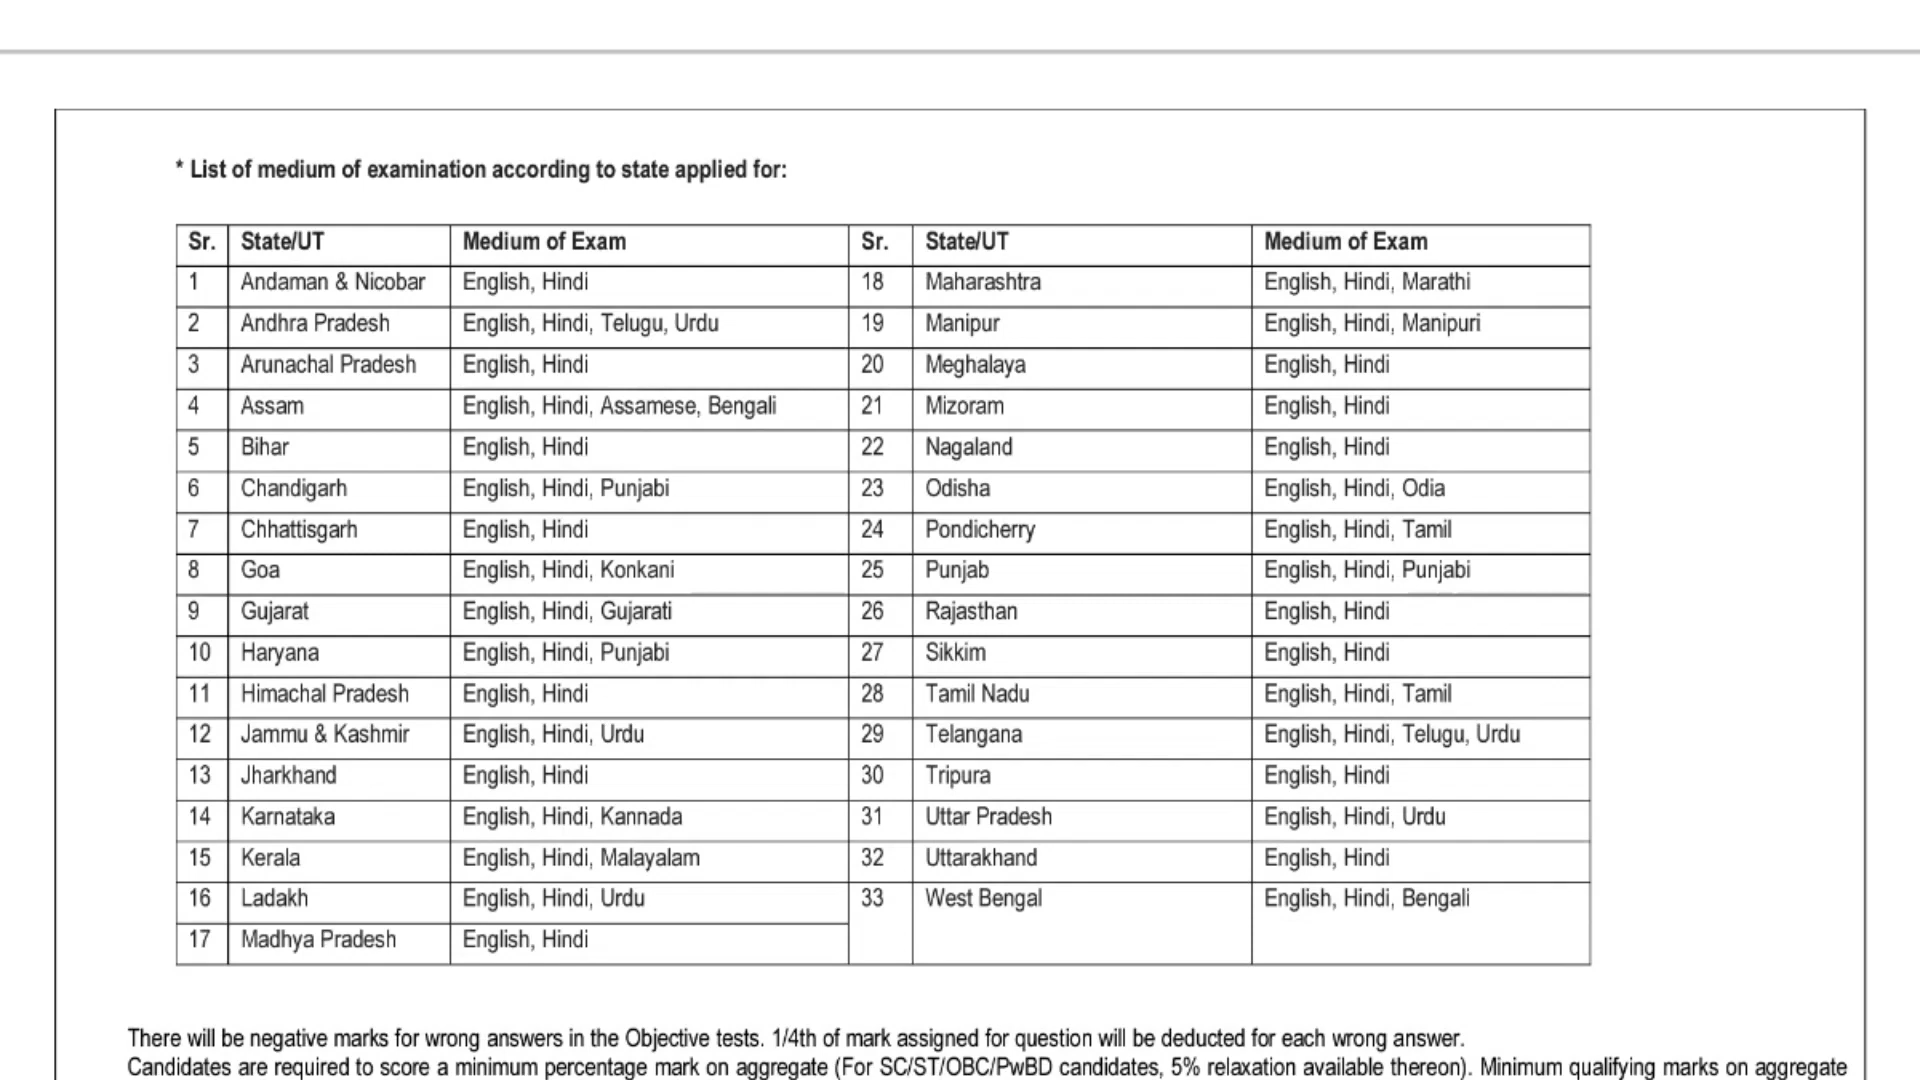 * List of medium of examination according to state applied for:
Sr. State/UT Medium of Exam Sr. State/UT Medium of Exam
1 Andaman & Nicobar English, Hindi 18 Maharashtra English, Hindi, Marathi
2 Andhra Pradesh English, Hindi, Telugu, Urdu 19 Manipur English, Hindi, Manipuri
3 Arunachal Pradesh English, Hindi 20 Meghalaya English, Hindi
4 Assam English, Hindi, Assamese, Bengali 21 Mizoram English, Hindi
5 Bihar English, Hindi 22 Nagaland English, Hindi
6 Chandigarh English, Hindi, Punjabi 23 Odisha English, Hindi, Odia
7 Chhattisgarh English, Hindi 24 Pondicherry English, Hindi, Tamil
8 Goa English, Hindi, Konkani 25 Punjab English, Hindi, Punjabi
9 Gujarat English, Hindi, Gujarati 26 Rajasthan English, Hindi
10 Haryana English, Hindi, Punjabi 27 Sikkim English, Hindi
11 Himachal Pradesh English, Hindi 28 Tamil Nadu English, Hindi, Tamil
12 Jammu & Kashmir English, Hindi, Urdu 29 Telangana English, Hindi, Telugu, Urdu
13 Jharkhand English, Hindi 30 Tripura English, Hindi
14 Karnataka English, Hindi, Kannada 31 Uttar Pradesh English, Hindi, Urdu
15 Kerala English, Hindi, Malayalam 32 Uttarakhand English, Hindi
16 Ladakh English, Hindi, Urdu 33 West Bengal English, Hindi, Bengali
17 Madhya Pradesh English, Hindi
There will be negative marks for wrong answers in the Objective tests. 1/4th of mark assigned for question will be deducted for each wrong answer.
Candidates are required to score a minimum percentage mark on aggregate (For SC/ST/OBC/PwBD candidates, 5% relaxation available thereon). Minimum qualifying marks on aggregate